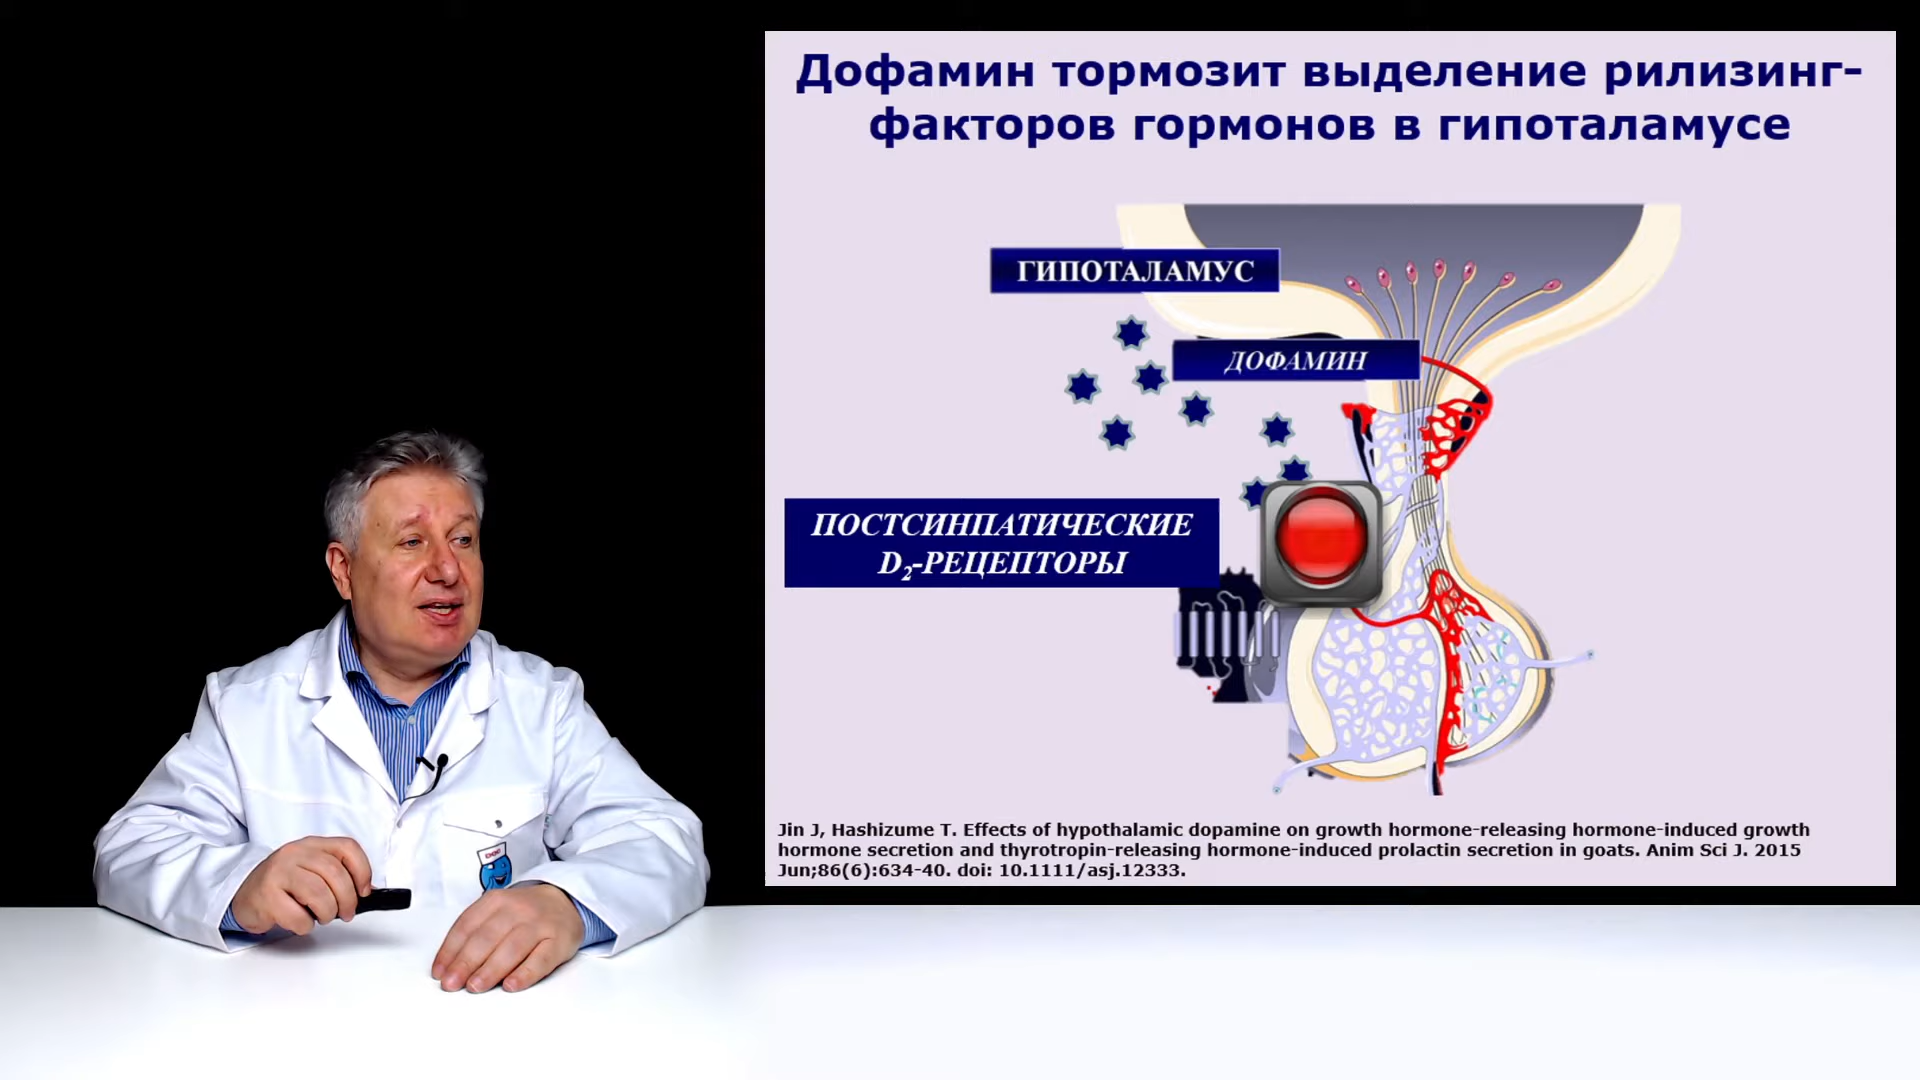 Дофамин тормозит выделение рилизинг-
факторов гормонов в гипоталамусе
ГИПОТАЛАМУС
ДОФАМИН
ПОСТСИНПАТИЧЕСКИЕ
D₂-РЕЦЕПТОРЫ
Jin J, Hashizume T. Effects of hypothalamic dopamine on growth hormone-releasing hormone-induced growth
hormone secretion and thyrotropin-releasing hormone-induced prolactin secretion in goats. Anim Sci J. 2015
Jun;86(6):634-40. doi: 10.1111/asj.12333.